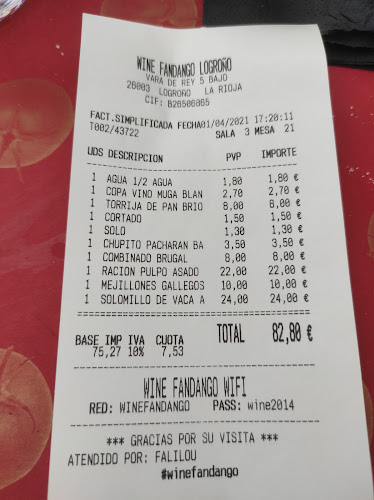 WINE FANDANGO LOGROÑO
VARA DE REY 5 BAJO
26003 LOGROÑO LA RIOJA
CIF: B26506865
FACT.SIMPLIFICADA FECHA01/04/2021 17:20:11
T002/43722 SALA 3 MESA 21
UDS DESCRIPCION PVP IMPORTE
1 AGUA 1/2 AGUA 1,80 1,80 €
1 COPA VINO MUGA BLAN 2,70 2,70 €
1 TORRIJA DE PAN BRIO 8,00 8,00 €
1 CORTADO 1,50 1,50 €
1 SOLO 1,30 1,30 €
1 CHUPITO PACHARAN BA 3,50 3,50 €
1 COMBINADO BRUGAL 8,00 8,00 €
1 RACION PULPO ASADO 22,00 22,00 €
1 MEJILLONES GALLEGOS 10,00 10,00 €
1 SOLOMILLO DE VACA A 24,00 24,00 €
BASE IMP IVA CUOTA TOTAL 82,80 €
75,27 10% 7,53
WINE FANDANGO WIFI
RED: WINEFANDANGO PASS: wine2014
*** GRACIAS POR SU VISITA ***
ATENDIDO POR: FALILOU
#winefandango